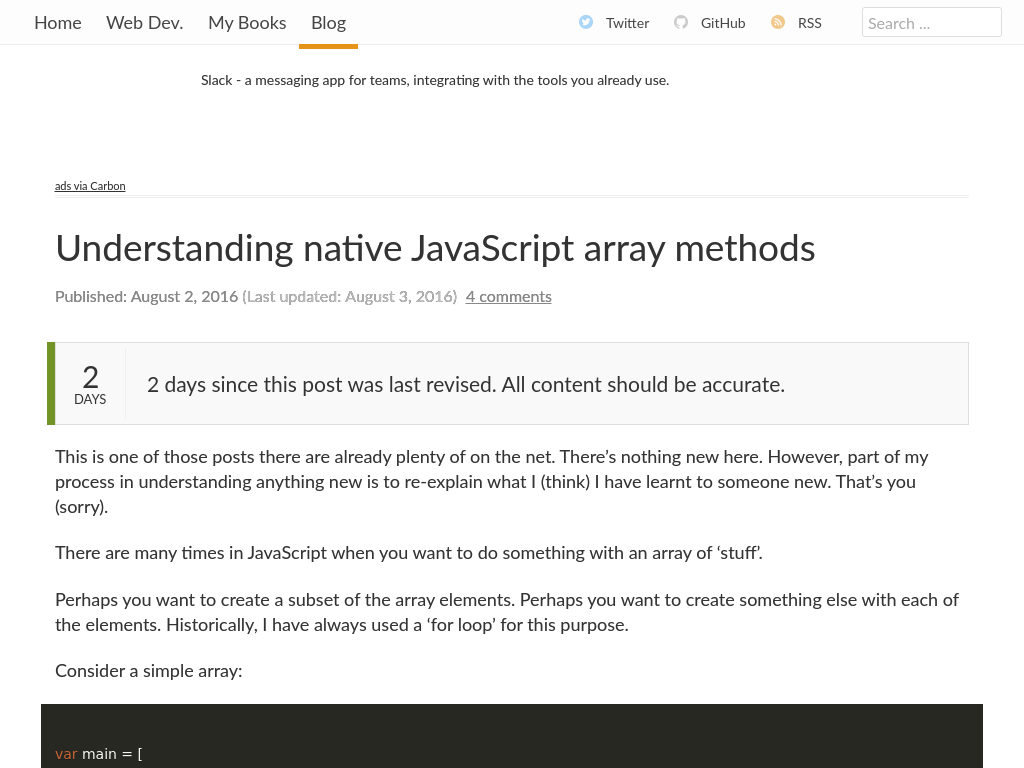 Home Web Dev. My Books Blog Twitter GitHub RSS Search ...
Slack - a messaging app for teams, integrating with the tools you already use.
ads via Carbon
Understanding native JavaScript array methods
Published: August 2, 2016 (Last updated: August 3, 2016) 4 comments
2
DAYS
2 days since this post was last revised. All content should be accurate.
This is one of those posts there are already plenty of on the net. There’s nothing new here. However, part of my
process in understanding anything new is to re-explain what I (think) I have learnt to someone new. That’s you
(sorry).
There are many times in JavaScript when you want to do something with an array of ‘stuff’.
Perhaps you want to create a subset of the array elements. Perhaps you want to create something else with each of
the elements. Historically, I have always used a ‘for loop’ for this purpose.
Consider a simple array:
var main = [